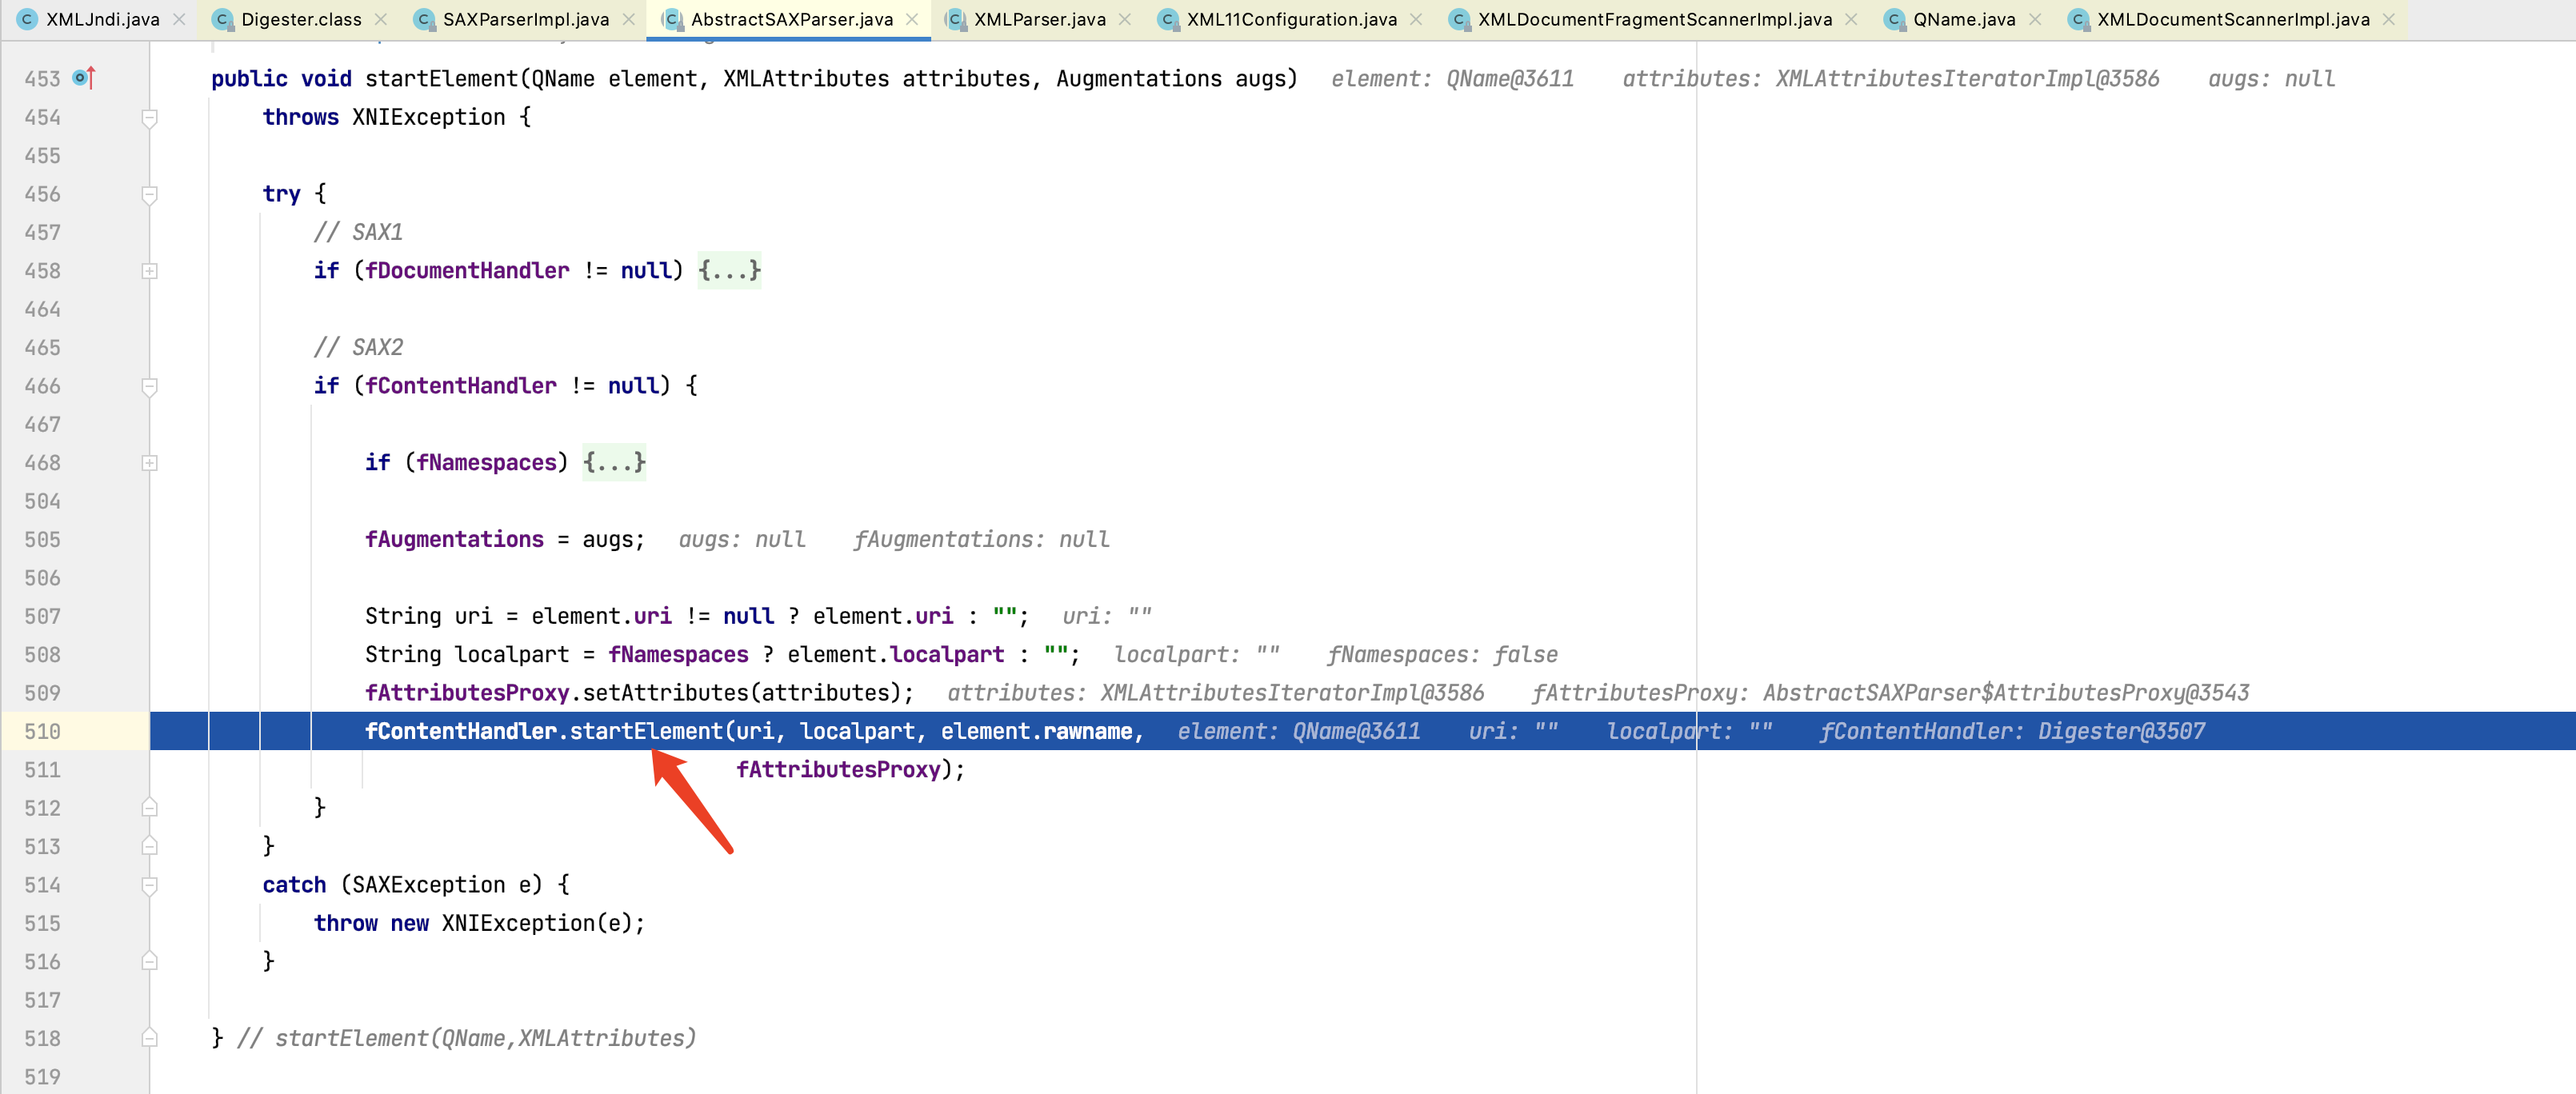 XMLJndi.java Digester.class SAXParserImpl.java AbstractSAXParser.java XMLParser.java XML11Configuration.java XMLDocumentFragmentScannerImpl.java QName.java XMLDocumentScannerImpl.java
453 public void startElement(QName element, XMLAttributes attributes, Augmentations augs) element: QName@3611 attributes: XMLAttributesIteratorImpl@3586 augs: null
454 throws XNIException {
455
456 try {
457 // SAX1
458 if (fDocumentHandler != null) {...}
464
465 // SAX2
466 if (fContentHandler != null) {
467
468 if (fNamespaces) {...}
504
505 fAugmentations = augs; augs: null fAugmentations: null
506
507 String uri = element.uri != null ? element.uri : ""; uri: ""
508 String localpart = fNamespaces ? element.localpart : ""; localpart: "" fNamespaces: false
509 fAttributesProxy.setAttributes(attributes); attributes: XMLAttributesIteratorImpl@3586 fAttributesProxy: AbstractSAXParser$AttributesProxy@3543
510 fContentHandler.startElement(uri, localpart, element.rawname, element: QName@3611 uri: "" localpart: "" fContentHandler: Digester@3507
511 fAttributesProxy);
512 }
513 }
514 catch (SAXException e) {
515 throw new XNIException(e);
516 }
517
518 } // startElement(QName,XMLAttributes)
519